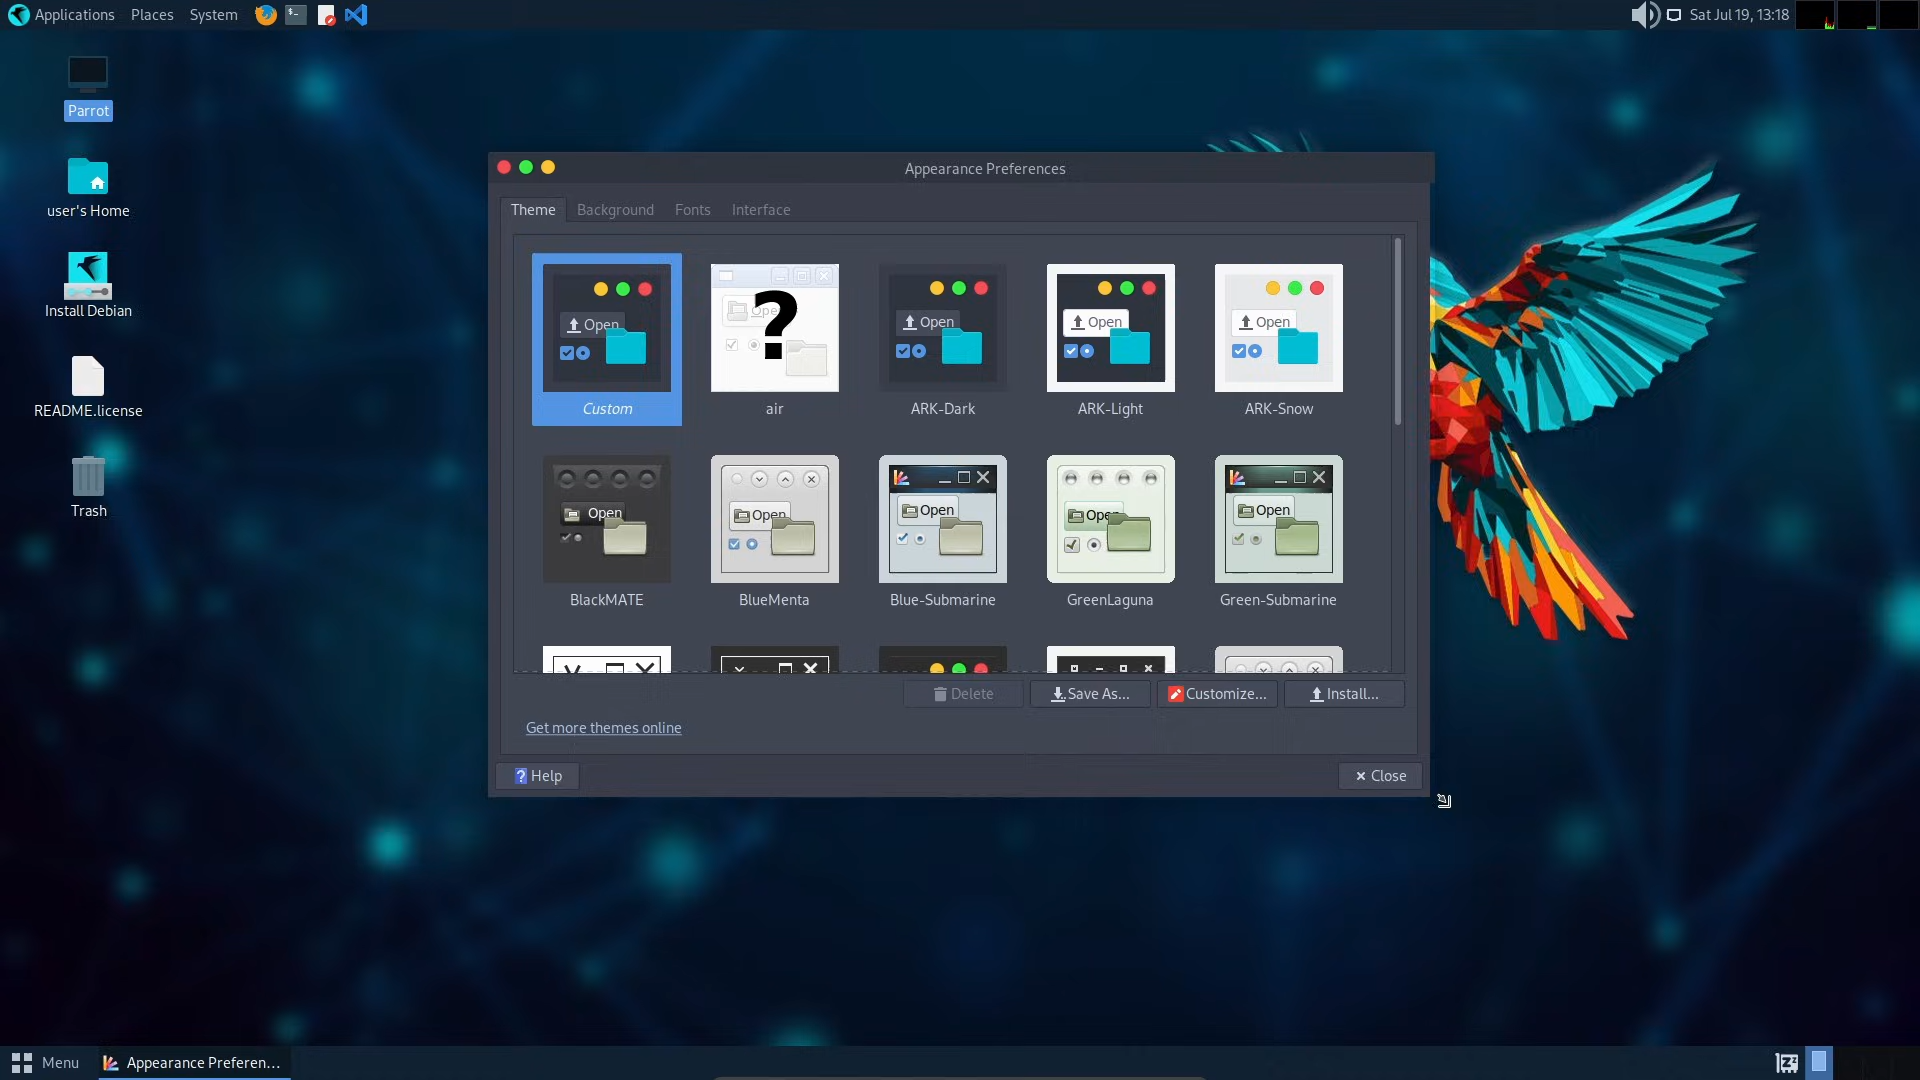 Applications Places System
Sat Jul 19, 13:18
Parrot
user's Home
Install Debian
README.license
Trash
Appearance Preferences
Theme Background Fonts Interface
Open Open Open Open
Custom air ARK-Dark ARK-Light ARK-Snow
Open Open Open Open Open
BlackMATE BlueMenta Blue-Submarine GreenLaguna Green-Submarine
Delete Save As... Customize... Install...
Get more themes online
? Help × Close
Menu Appearance Preferen...